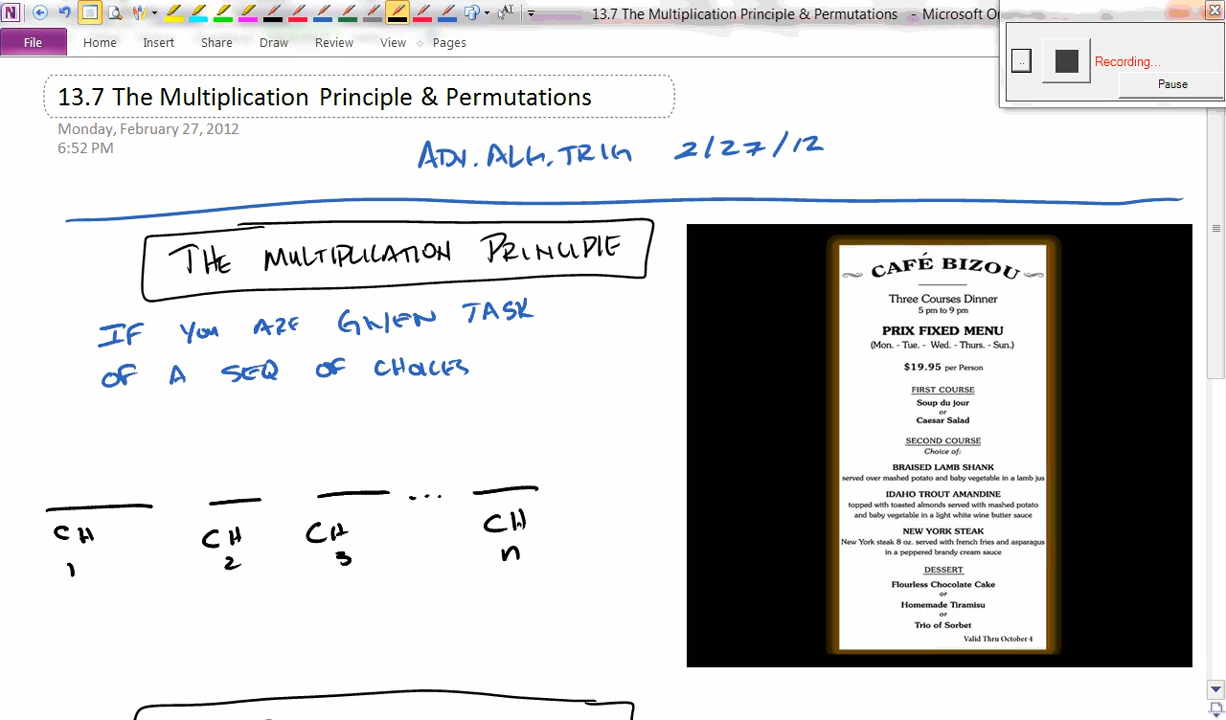 13.7 The Multiplication Principle & Permutations - Microsoft On
File Home Insert Share Draw Review View Pages
Recording...
Pause
13.7 The Multiplication Principle & Permutations
Monday, February 27, 2012
6:52 PM
ADV. ALG. TRIG 2/27/12
THE MULTIPLICATION PRINCIPLE
IF YOU ARE GIVEN TASK
OF A SEQ OF CHOICES
...
CH CH CH CH
1 2 3 n
CAFÉ BIZOU
Three Courses Dinner
5 pm to 9 pm
PRIX FIXED MENU
(Mon. - Tue. - Wed. - Thurs. - Sun.)
$19.95 per Person
FIRST COURSE
Soup du jour
or
Caesar Salad
SECOND COURSE
Choice of:
BRAISED LAMB SHANK
served over mashed potato and baby vegetable in a lamb jus
IDAHO TROUT AMANDINE
topped with toasted almonds served with mashed potato
and baby vegetable in a light white wine butter sauce
NEW YORK STEAK
New York steak 8 oz. served with french fries and asparagus
in a peppered brandy cream sauce
DESSERT
Flourless Chocolate Cake
or
Homemade Tiramisu
or
Trio of Sorbet
Valid Thru October 4